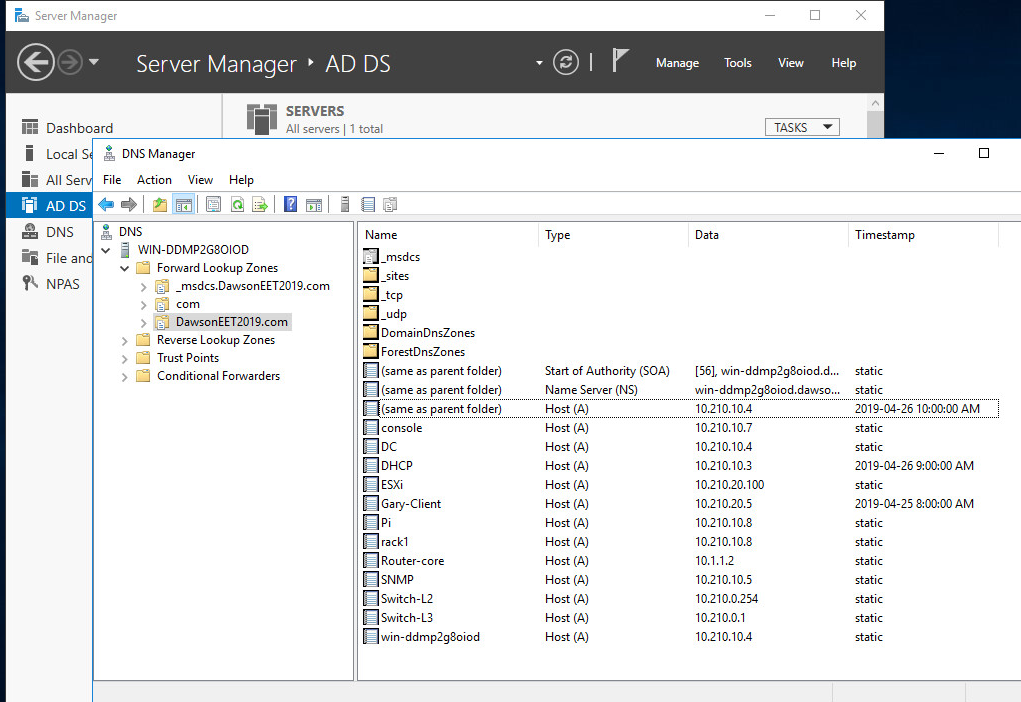 Server Manager
Server Manager ‣ AD DS
Manage Tools View Help
Dashboard
Local Se
All Serv
AD DS
DNS
File and
NPAS
SERVERS
All servers | 1 total
TASKS
DNS Manager
File Action View Help
DNS
WIN-DDMP2G8OIOD
Forward Lookup Zones
_msdcs.DawsonEET2019.com
com
DawsonEET2019.com
Reverse Lookup Zones
Trust Points
Conditional Forwarders
Name Type Data Timestamp
_msdcs
_sites
_tcp
_udp
DomainDnsZones
ForestDnsZones
(same as parent folder) Start of Authority (SOA) [56], win-ddmp2g8oiod.d... static
(same as parent folder) Name Server (NS) win-ddmp2g8oiod.dawso... static
(same as parent folder) Host (A) 10.210.10.4 2019-04-26 10:00:00 AM
console Host (A) 10.210.10.7 static
DC Host (A) 10.210.10.4 static
DHCP Host (A) 10.210.10.3 2019-04-26 9:00:00 AM
ESXi Host (A) 10.210.20.100 static
Gary-Client Host (A) 10.210.20.5 2019-04-25 8:00:00 AM
Pi Host (A) 10.210.10.8 static
rack1 Host (A) 10.210.10.8 static
Router-core Host (A) 10.1.1.2 static
SNMP Host (A) 10.210.10.5 static
Switch-L2 Host (A) 10.210.0.254 static
Switch-L3 Host (A) 10.210.0.1 static
win-ddmp2g8oiod Host (A) 10.210.10.4 static